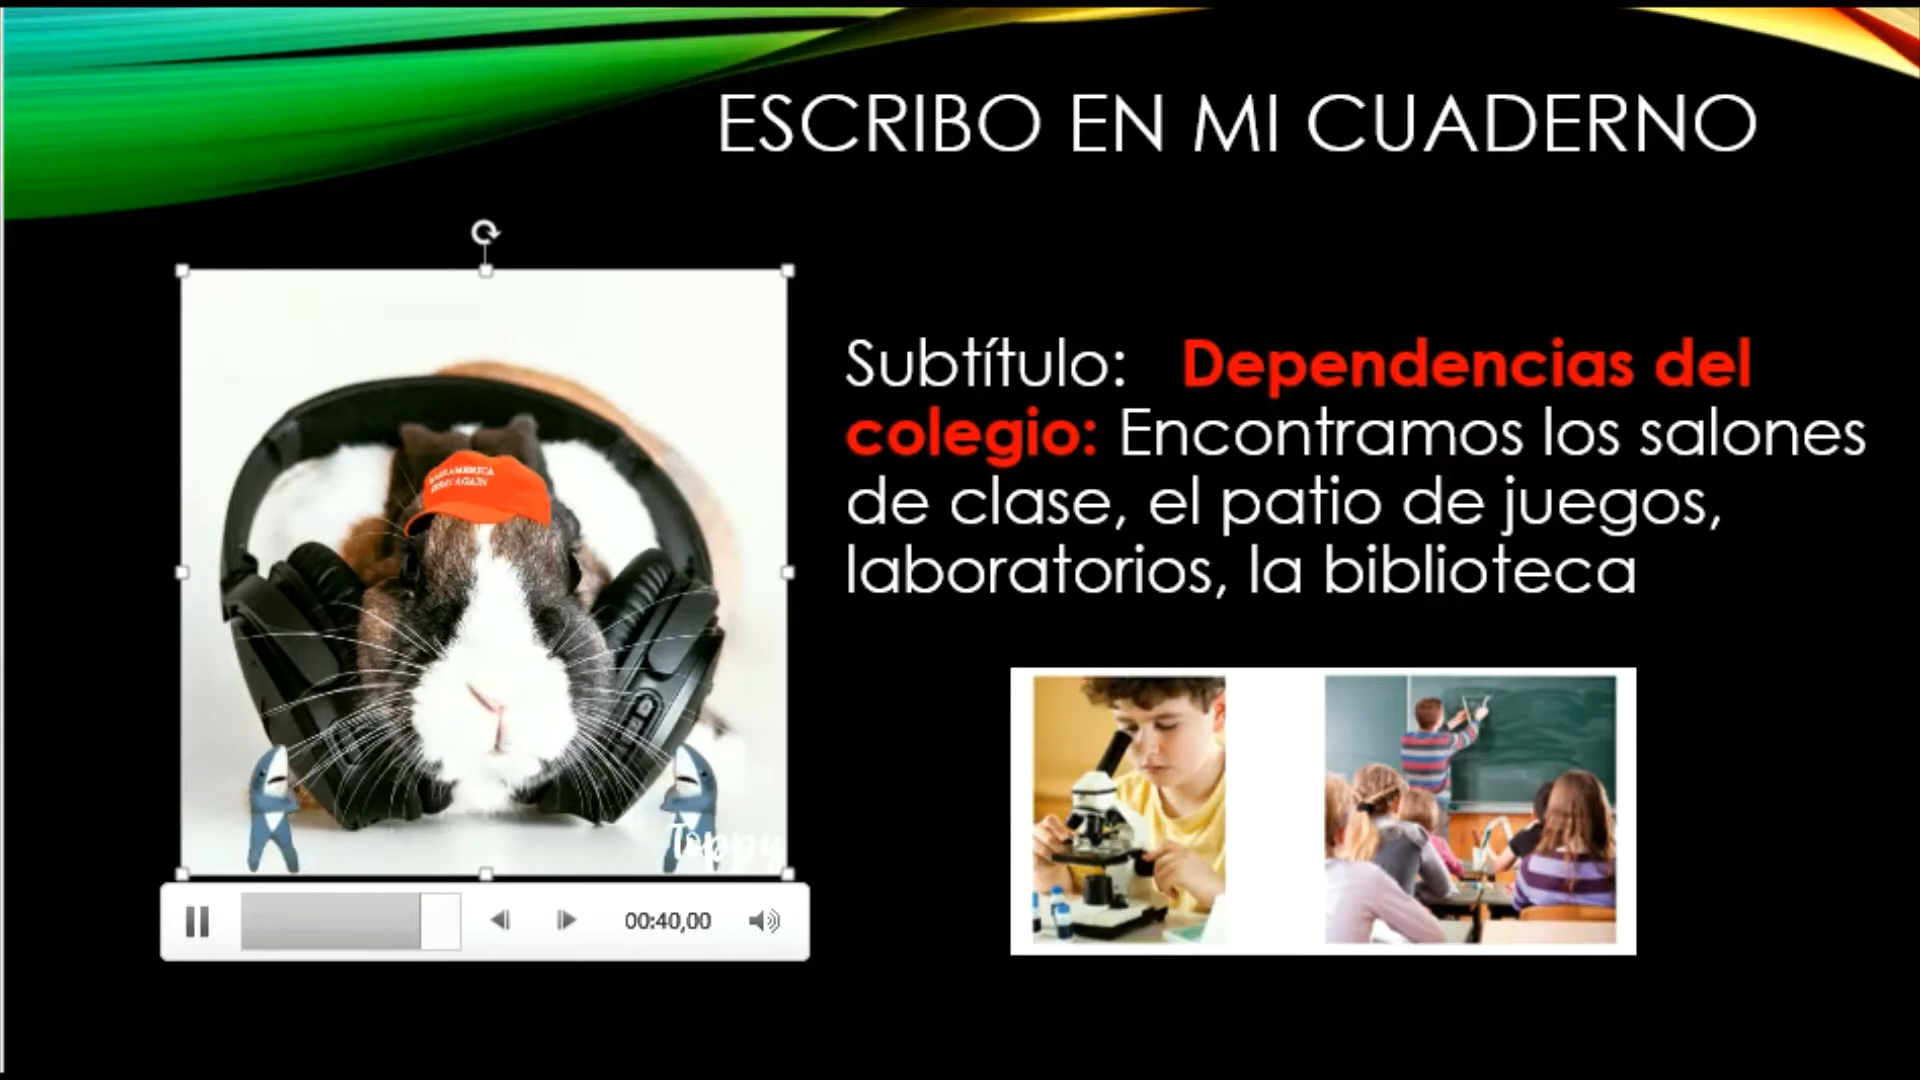 ESCRIBO EN MI CUADERNO
Subtítulo: Dependencias del
colegio: Encontramos los salones
de clase, el patio de juegos,
laboratorios, la biblioteca
Toppy
00:40,00